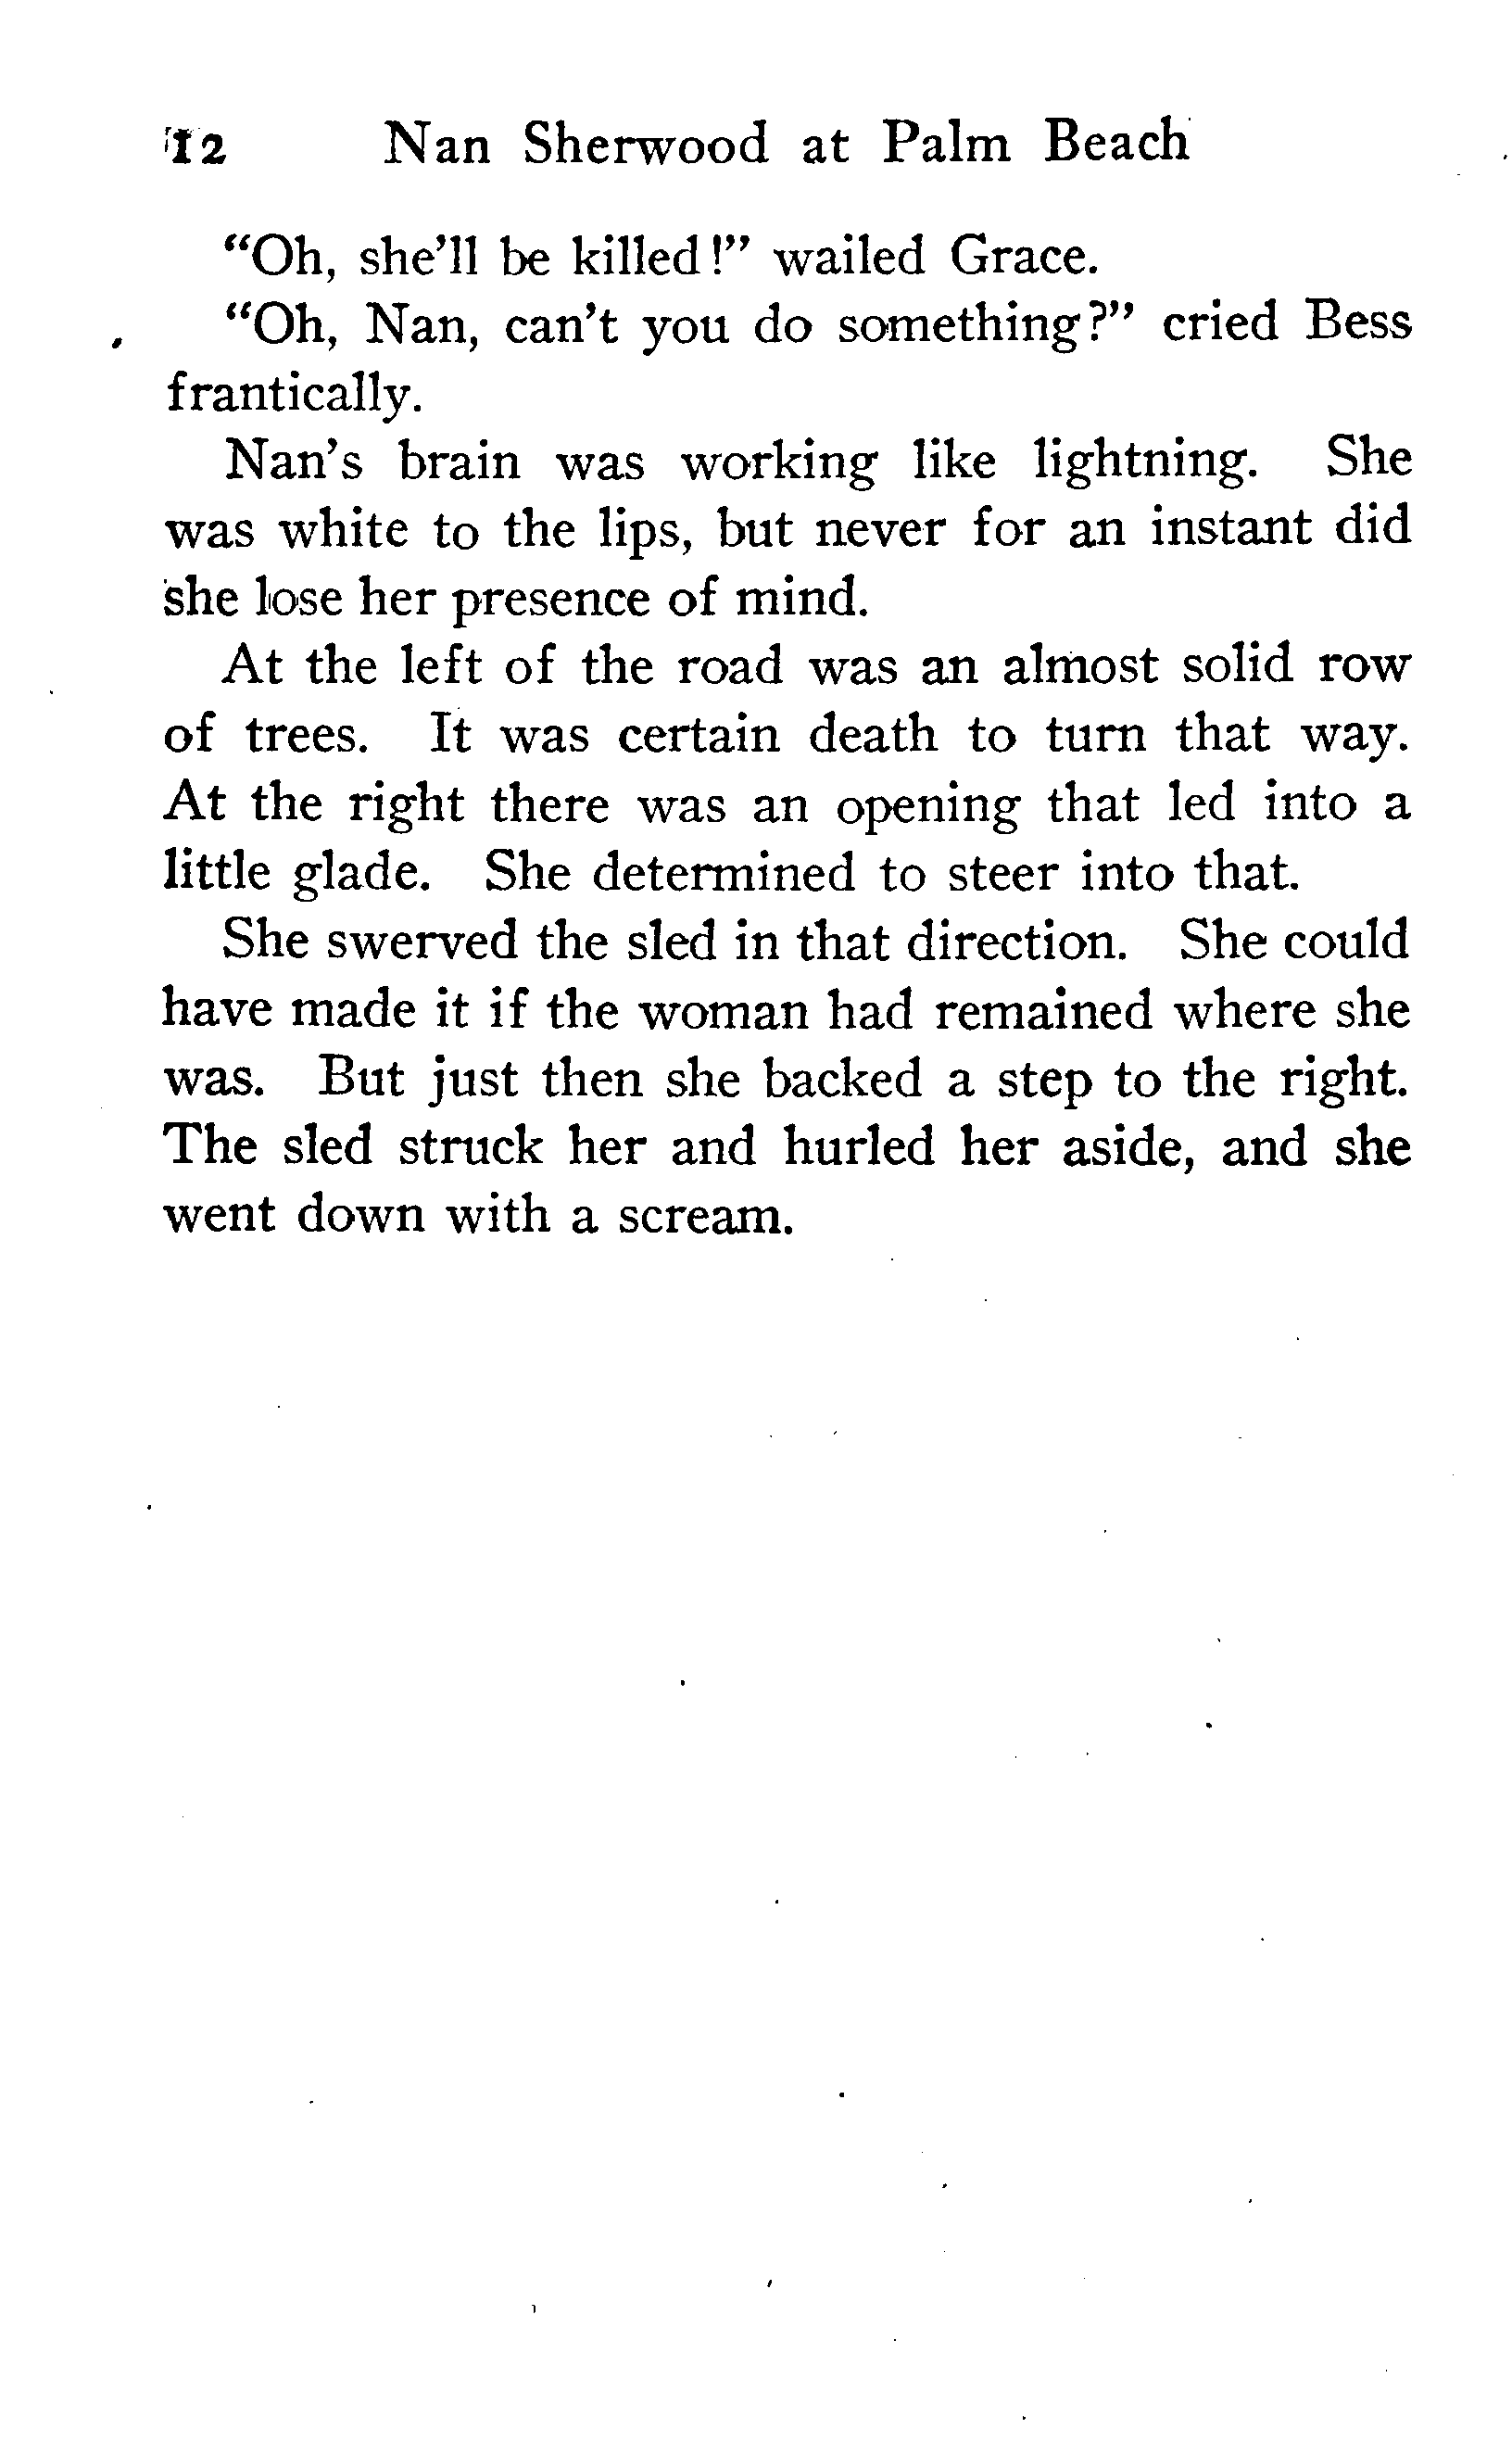 12 Nan Sherwood at Palm Beach
“Oh, she’ll be killed!” wailed Grace.
“Oh, Nan, can’t you do something?” cried Bess
frantically.
Nan’s brain was working like lightning. She
was white to the lips, but never for an instant did
she lose her presence of mind.
At the left of the road was an almost solid row
of trees. It was certain death to turn that way.
At the right there was an opening that led into a
little glade. She determined to steer into that.
She swerved the sled in that direction. She could
have made it if the woman had remained where she
was. But just then she backed a step to the right.
The sled struck her and hurled her aside, and she
went down with a scream.